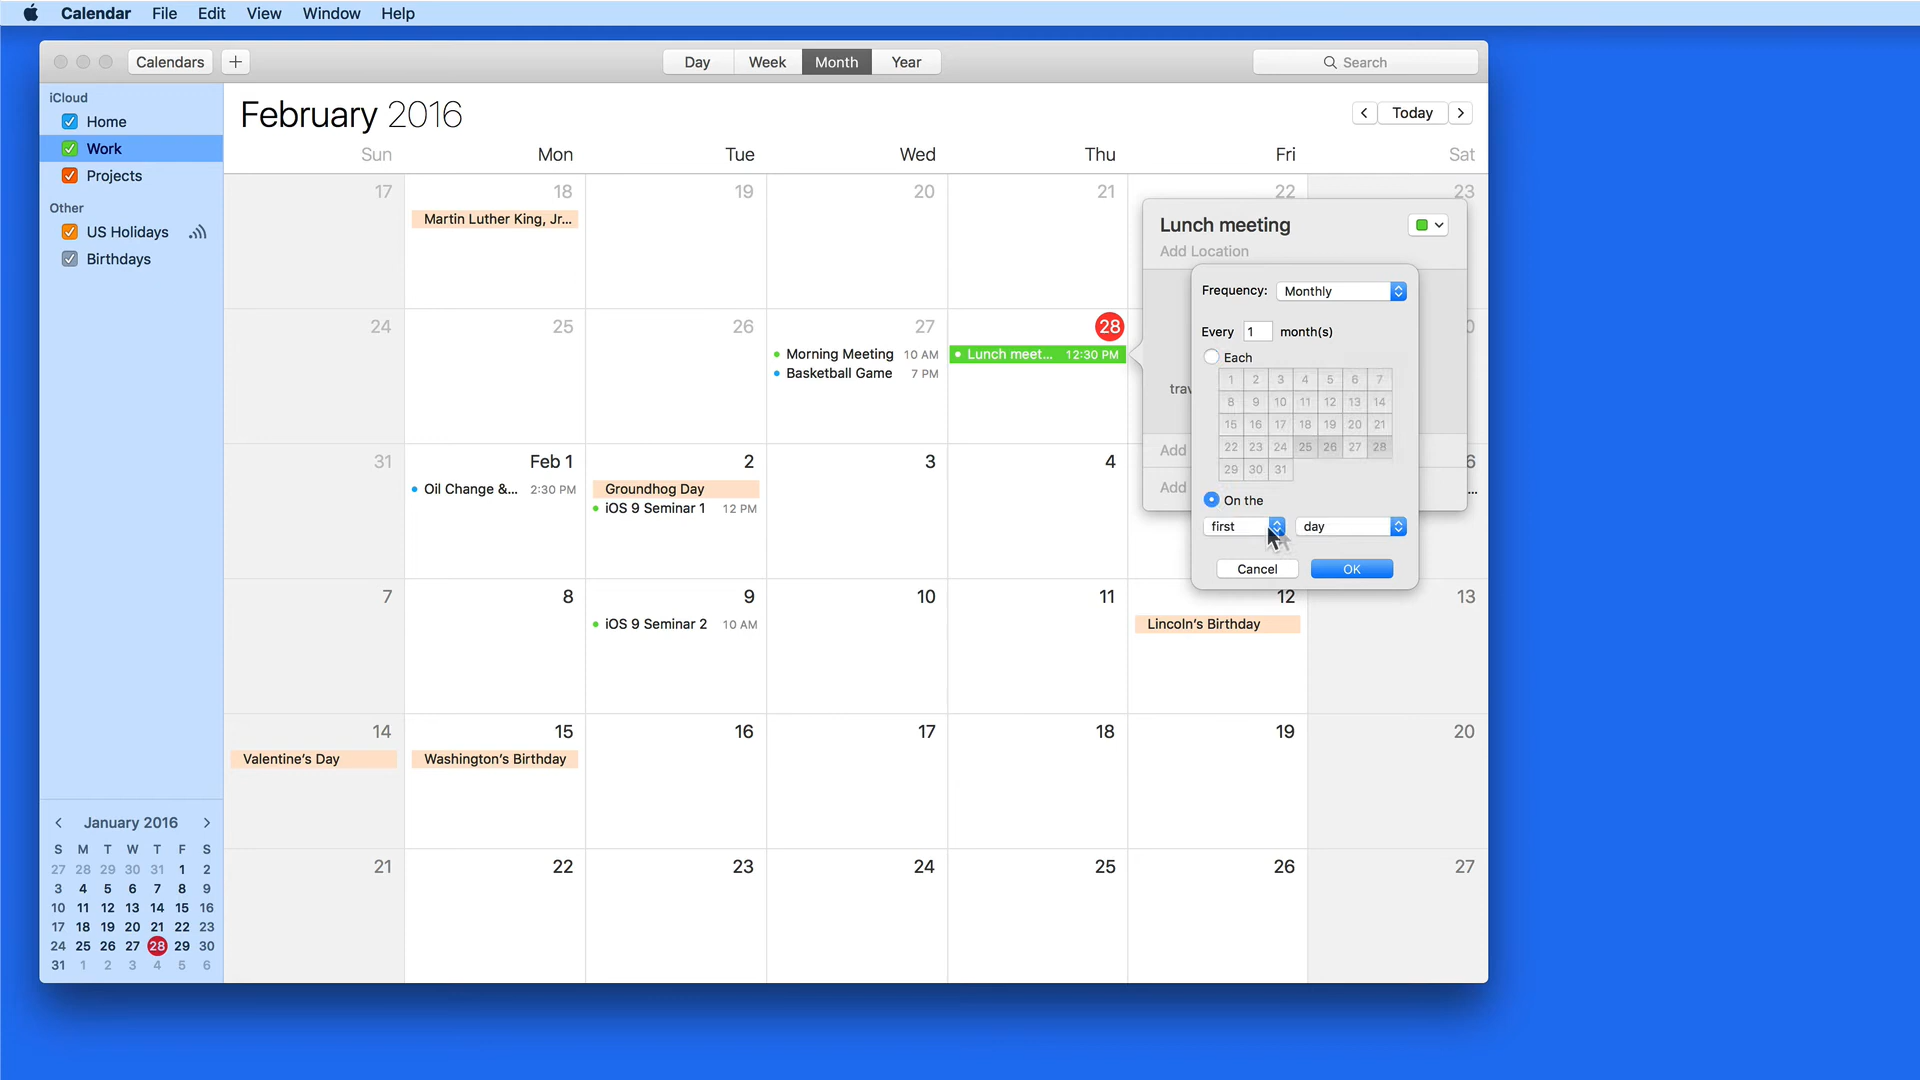 Calendar File Edit View Window Help
Calendars + Day Week Month Year Search
iCloud
Home
Work
Projects
Other
US Holidays
Birthdays
February 2016
Today
Sun Mon Tue Wed Thu Fri Sat
17 18 19 20 21 22 23
Martin Luther King, Jr...
24 25 26 27 28
Morning Meeting 10 AM
Basketball Game 7 PM
Lunch meet... 12:30 PM
31 Feb 1 2 3 4 6
Oil Change &... 2:30 PM
Groundhog Day
iOS 9 Seminar 1 12 PM
7 8 9 10 11 12 13
iOS 9 Seminar 2 10 AM
Lincoln's Birthday
14 15 16 17 18 19 20
Valentine's Day
Washington's Birthday
21 22 23 24 25 26 27
Lunch meeting
Add Location
Add
Add
Frequency: Monthly
Every 1 month(s)
Each
1 2 3 4 5 6 7
8 9 10 11 12 13 14
15 16 17 18 19 20 21
22 23 24 25 26 27 28
29 30 31
On the
first day
Cancel OK
January 2016
S M T W T F S
27 28 29 30 31 1 2
3 4 5 6 7 8 9
10 11 12 13 14 15 16
17 18 19 20 21 22 23
24 25 26 27 28 29 30
31 1 2 3 4 5 6